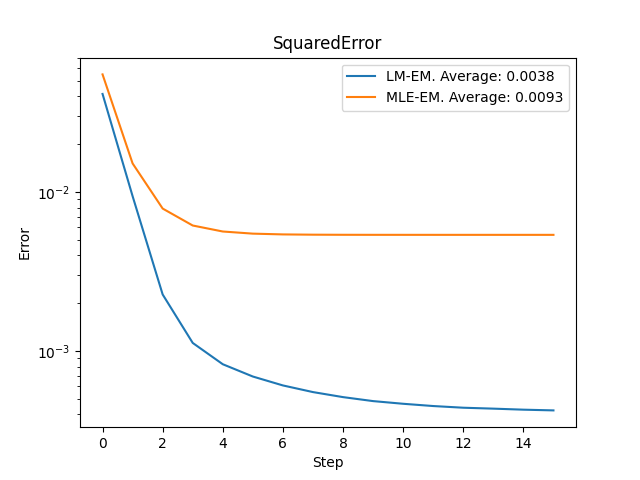 SquaredError
LM-EM. Average: 0.0038
MLE-EM. Average: 0.0093
10⁻²
10⁻³
Error
0 2 4 6 8 10 12 14
Step